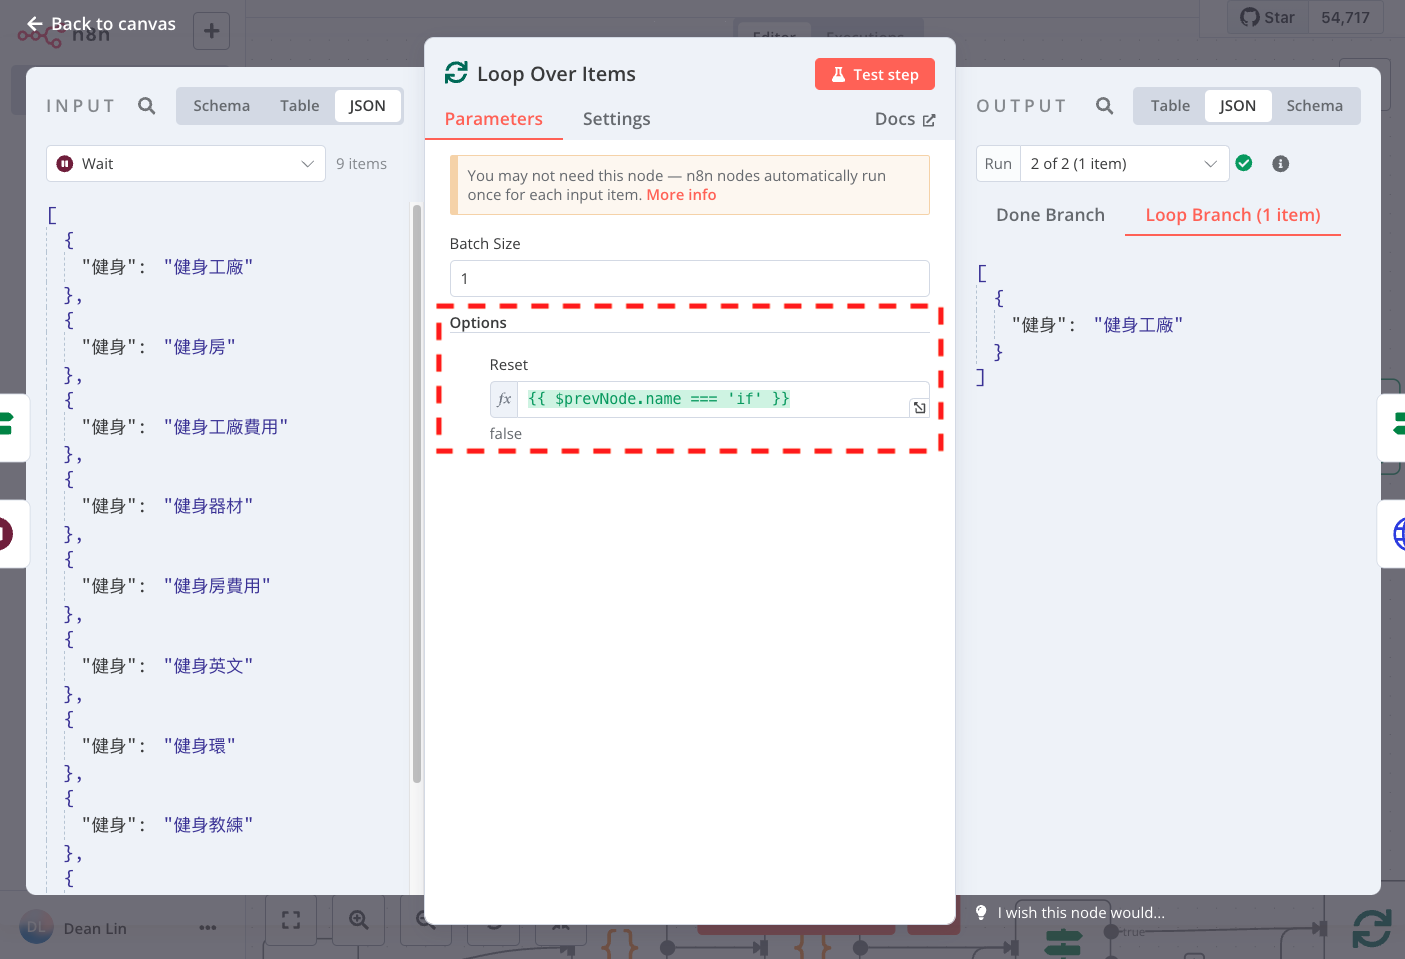 Back to canvas
n8n
Editor
Executions
Star
54,717
INPUT
Schema
Table
JSON
Wait
9 items
[
{
"健身": "健身工廠"
},
{
"健身": "健身房"
},
{
"健身": "健身工廠費用"
},
{
"健身": "健身器材"
},
{
"健身": "健身房費用"
},
{
"健身": "健身英文"
},
{
"健身": "健身環"
},
{
"健身": "健身教練"
},
{
Loop Over Items
Test step
Parameters
Settings
Docs
You may not need this node — n8n nodes automatically run
once for each input item. More info
Batch Size
1
Options
Reset
fx
{{ $prevNode.name === 'if' }}
false
OUTPUT
Table
JSON
Schema
Run
2 of 2 (1 item)
Done Branch
Loop Branch (1 item)
[
{
"健身": "健身工廠"
}
]
I wish this node would...
DL
Dean Lin
true